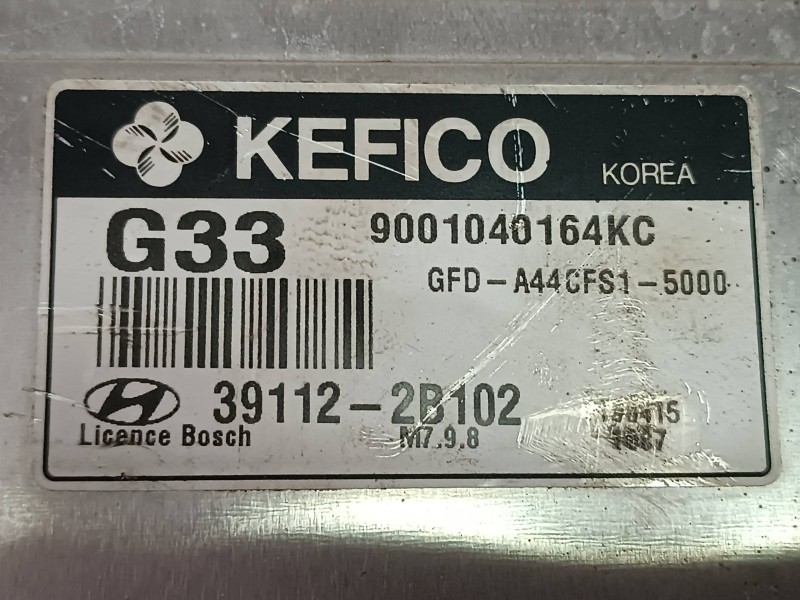 KEFICO KOREA
G33 9001040164KC
GFD-A44CFS1-5000
39112-2B102
Licence Bosch M7.9.8